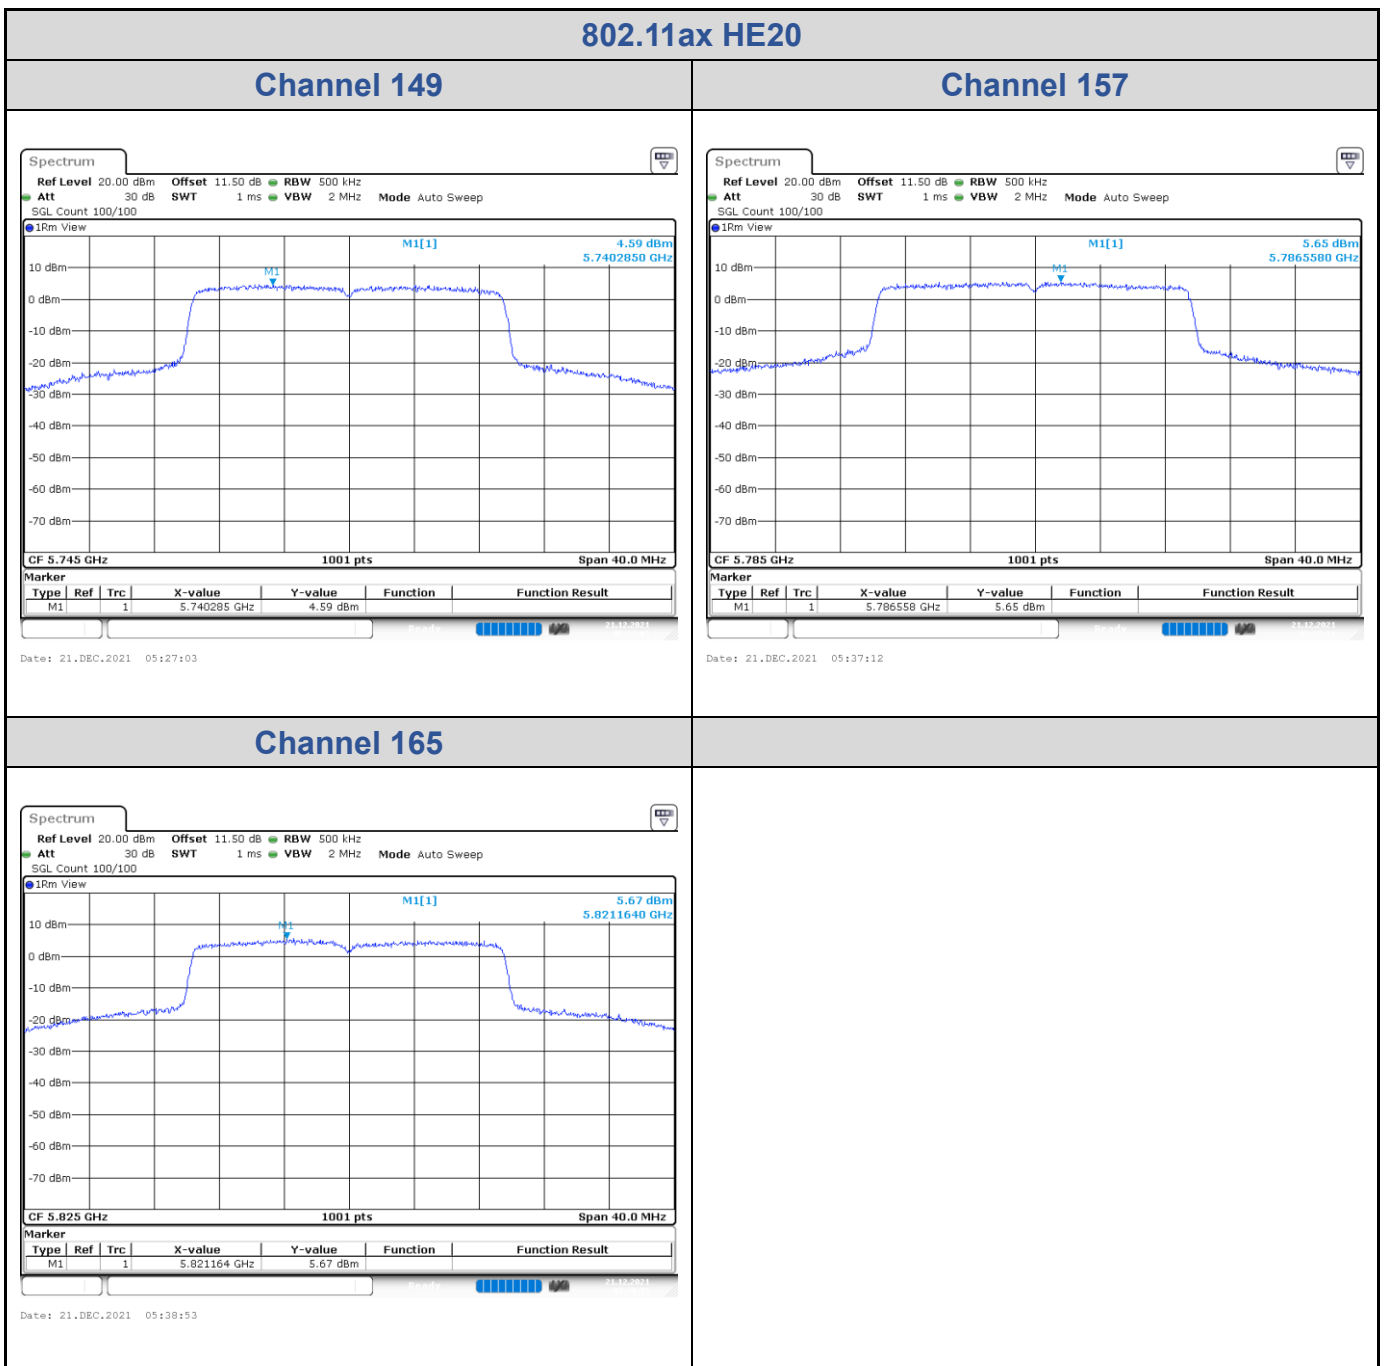 802.11ax HE20
Channel 149
Channel 157
Spectrum
Ref Level 20.00 dBm Offset 11.50 dB RBW 500 kHz
Att 30 dB SWT 1 ms VBW 2 MHz Mode Auto Sweep
SGL Count 100/100
1Rm View
M1[1] 4.59 dBm
5.7402850 GHz
M1
10 dBm
0 dBm
-10 dBm
-20 dBm
-30 dBm
-40 dBm
-50 dBm
-60 dBm
-70 dBm
CF 5.745 GHz 1001 pts Span 40.0 MHz
Marker
Type Ref Trc X-value Y-value Function Function Result
M1 1 5.740285 GHz 4.59 dBm
21.12.2021
Date: 21.DEC.2021 05:27:03
Spectrum
Ref Level 20.00 dBm Offset 11.50 dB RBW 500 kHz
Att 30 dB SWT 1 ms VBW 2 MHz Mode Auto Sweep
SGL Count 100/100
1Rm View
M1[1] 5.65 dBm
5.7865580 GHz
M1
10 dBm
0 dBm
-10 dBm
-20 dBm
-30 dBm
-40 dBm
-50 dBm
-60 dBm
-70 dBm
CF 5.785 GHz 1001 pts Span 40.0 MHz
Marker
Type Ref Trc X-value Y-value Function Function Result
M1 1 5.786558 GHz 5.65 dBm
21.12.2021
Date: 21.DEC.2021 05:37:12
Channel 165
Spectrum
Ref Level 20.00 dBm Offset 11.50 dB RBW 500 kHz
Att 30 dB SWT 1 ms VBW 2 MHz Mode Auto Sweep
SGL Count 100/100
1Rm View
M1[1] 5.67 dBm
5.8211640 GHz
M1
10 dBm
0 dBm
-10 dBm
-20 dBm
-30 dBm
-40 dBm
-50 dBm
-60 dBm
-70 dBm
CF 5.825 GHz 1001 pts Span 40.0 MHz
Marker
Type Ref Trc X-value Y-value Function Function Result
M1 1 5.821164 GHz 5.67 dBm
21.12.2021
Date: 21.DEC.2021 05:38:53